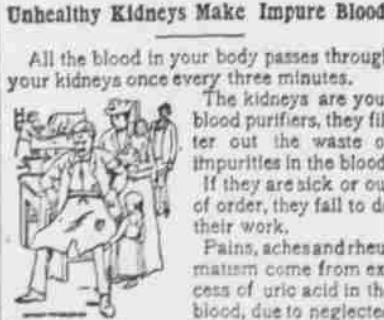 Unhealthy Kidneys Make Impure Blood
All the blood in your body passes through
your kidneys once every three minutes.
The kidneys are you
blood purifiers, they fil
ter out the waste o
impurities in the blood
If they are sick or ou
of order, they fail to do
their work.
Pains, aches and rheu
matism come from ex
cess of uric acid in the
blood, due to neglected